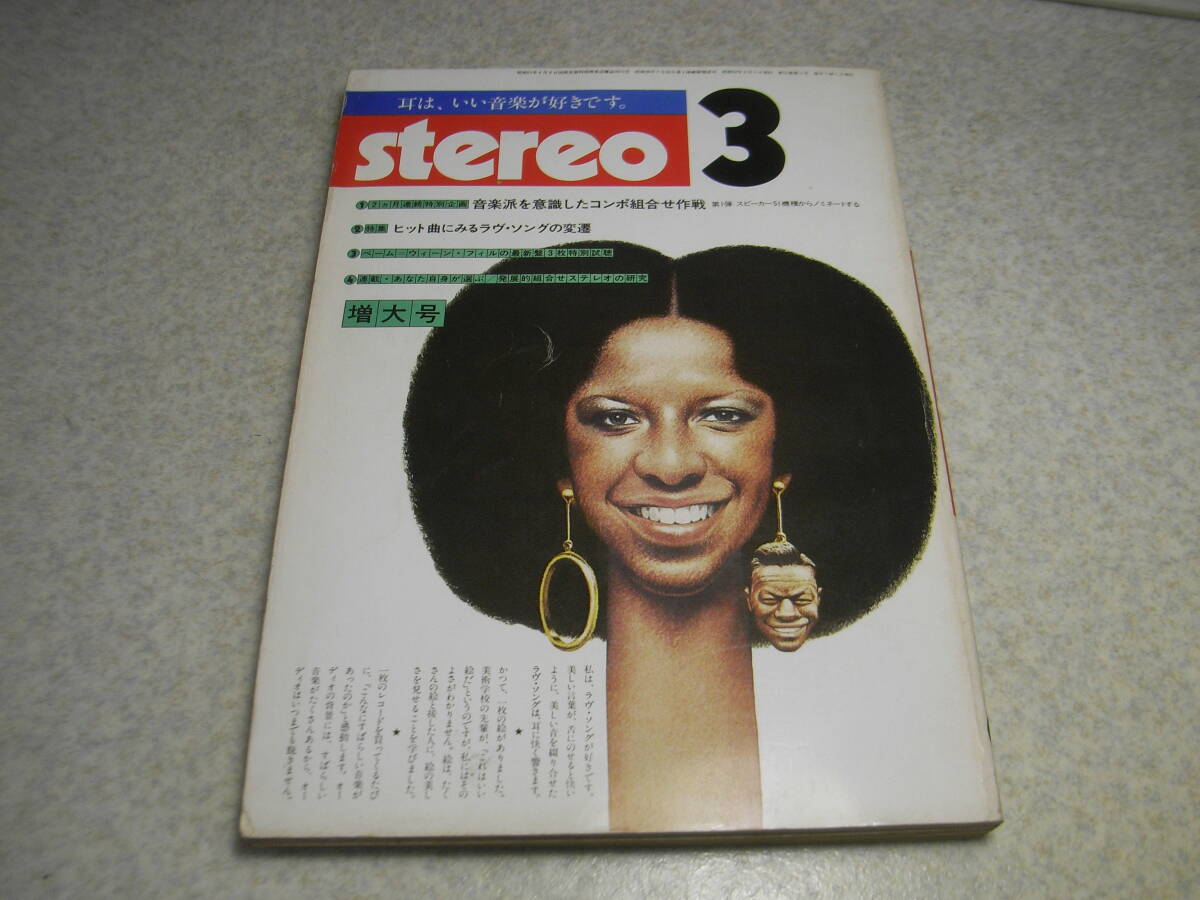 耳は、いい音楽が好きです。
stereo
3
1 2ヵ月連続特別企画 音楽派を意識したコンポ組合せ作戦 第1弾 スピーカー51機種からノミネートする
2 特集 ヒット曲にみるラヴ・ソングの変遷
3 ベーム=ウィーン・フィルの最新盤3枚特別試聴
4 連載・あなた自身が選ぶ/発展的組合せステレオの研究
増大号
私は、ラヴ・ソングが好きです。
美しい言葉が、舌にのせると快い
ように、美しい音を綴り合せた
ラヴ・ソングは、耳に快く響きます。
★
かつて、一枚の絵がありました。
美術学校の先輩が、「これはいい
絵だ」というのですが、私にはその
よさがわかりません。絵は、たく
さんの絵と接した人に、絵の美し
さを見せることを学びました。
★
一枚のレコードを買ってくるたび
に、「こんなにすばらしい音楽が
あったのか」と感動します。オー
ディオの背景には、すばらしい
音楽がたくさんあるから、オー
ディオはいつまでも飽きません。